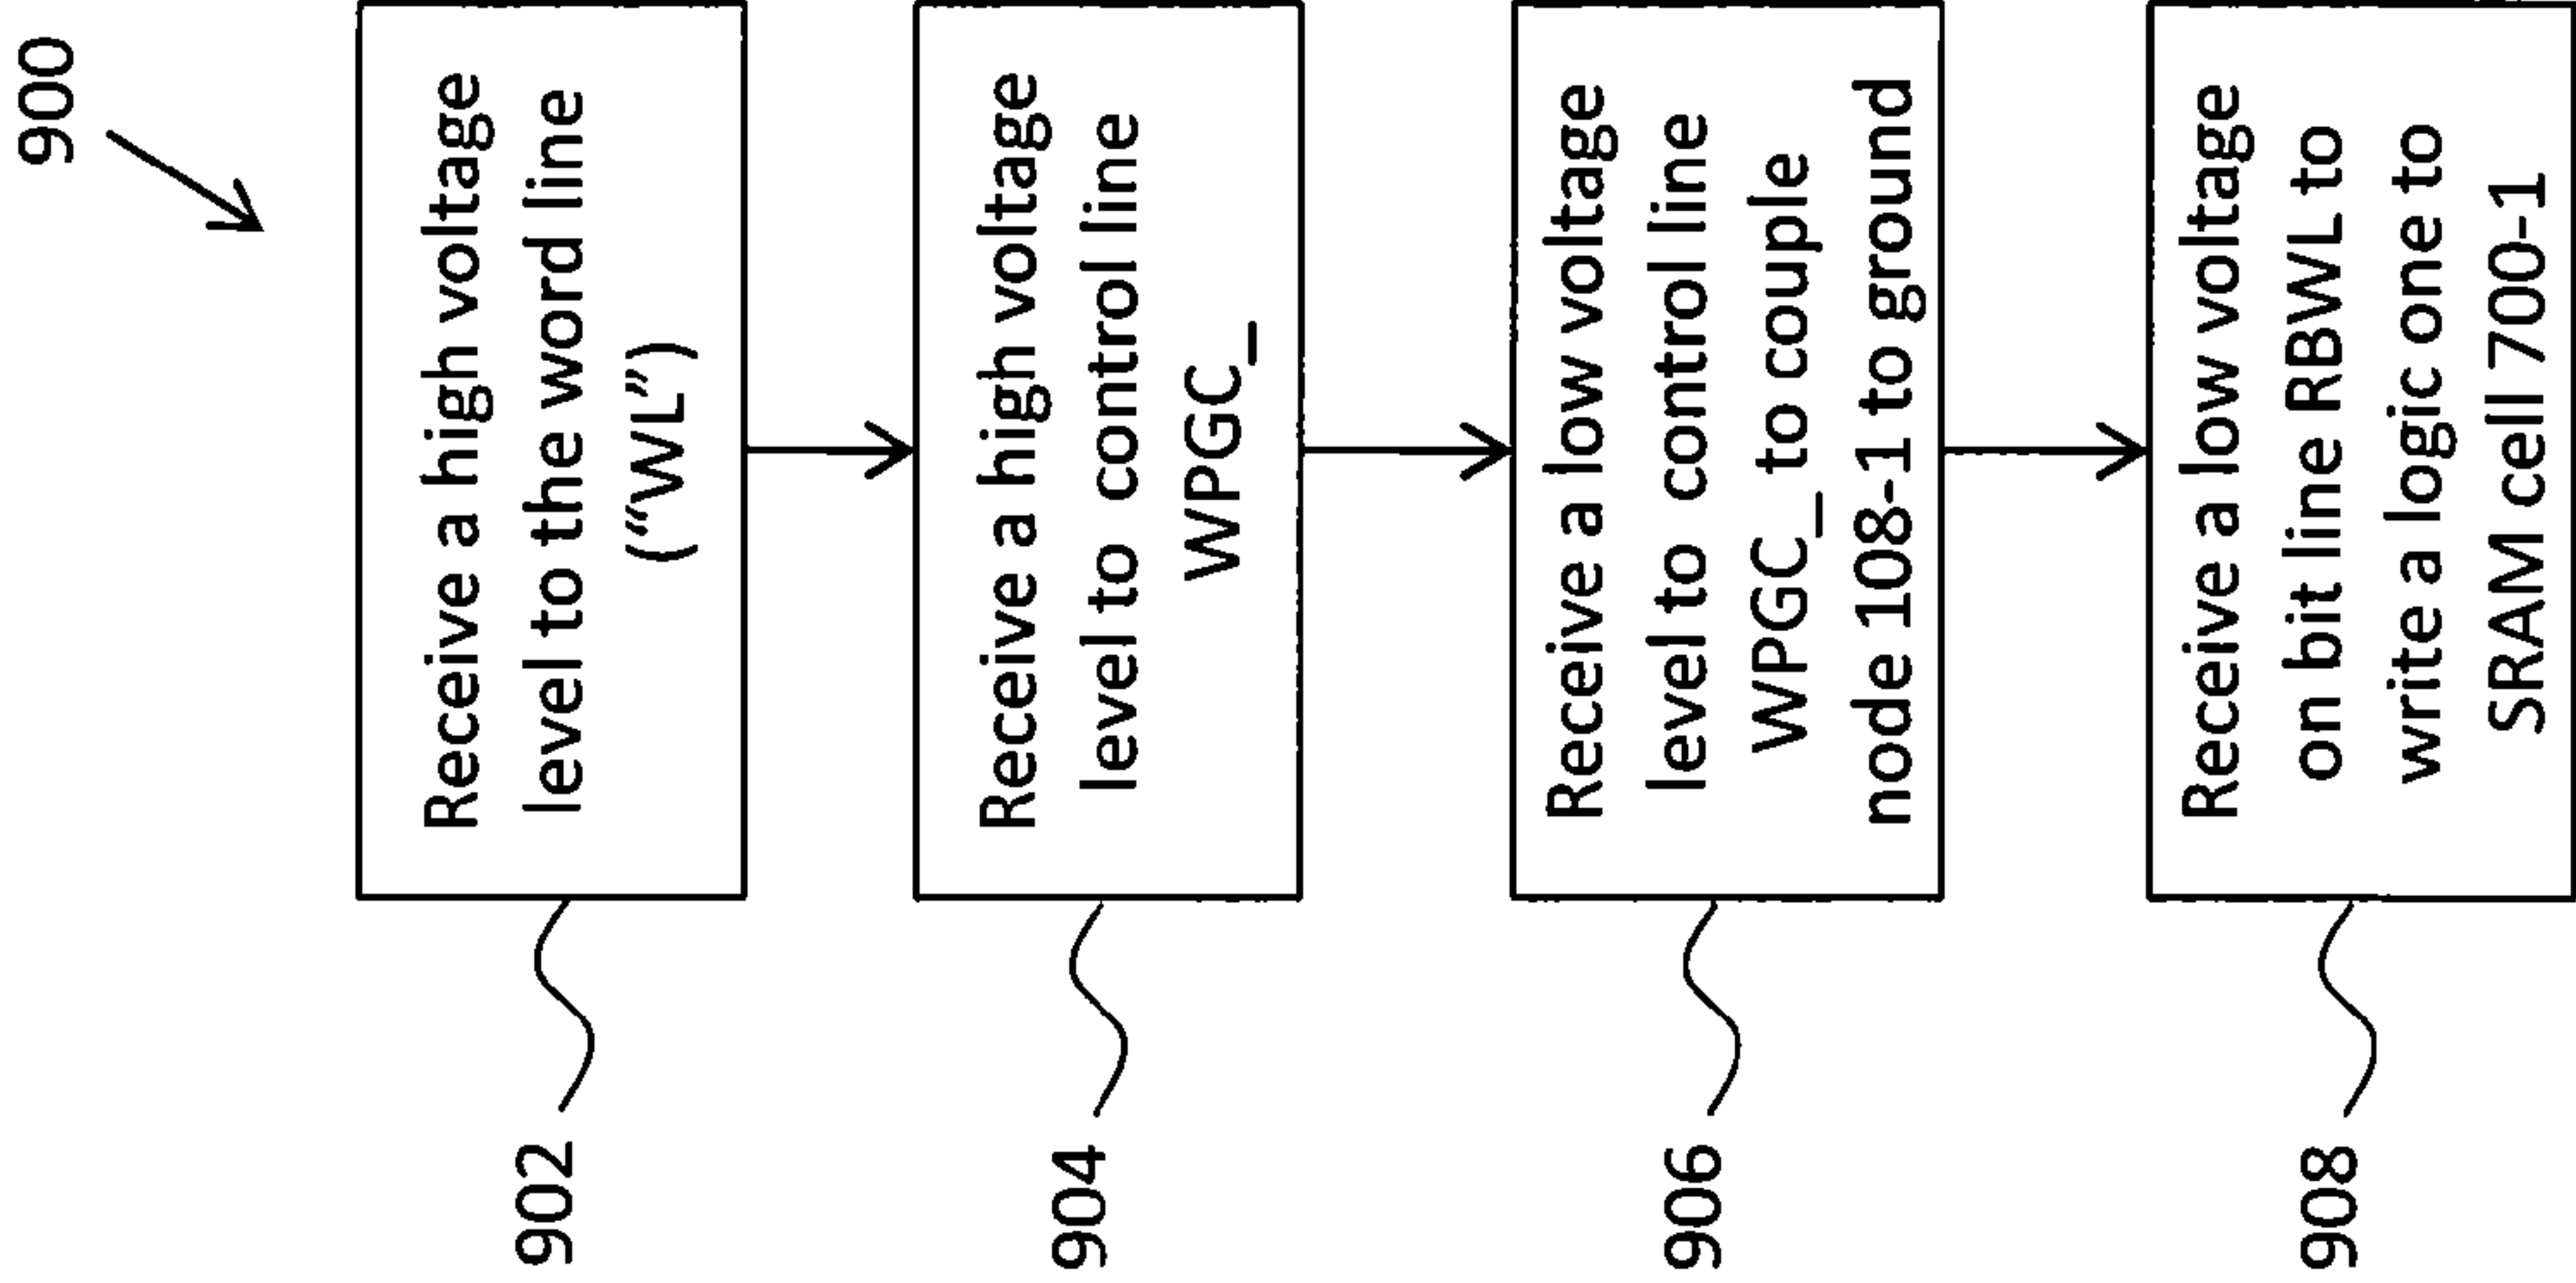 900
902
Receive a high voltage
level to the word line
(“WL”)
904
Receive a high voltage
level to control line
WPGC_
906
Receive a low voltage
level to control line
WPGC_ to couple
node 108-1 to ground
908
Receive a low voltage
on bit line RBWL to
write a logic one to
SRAM cell 700-1